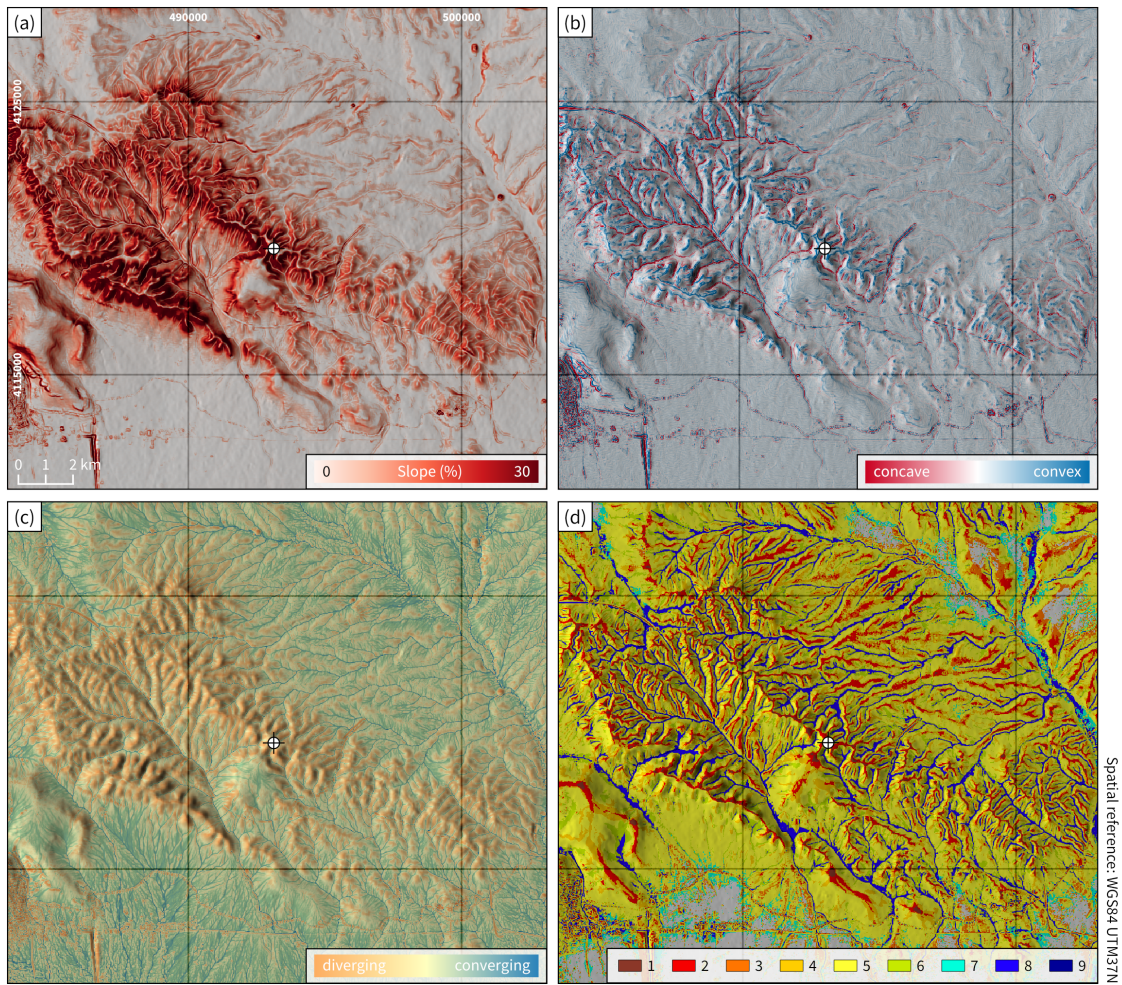 (a)
490000
500000
4125000
4115000
0 1 2 km
0 Slope (%) 30
(b)
concave convex
(c)
diverging converging
(d)
1 2 3 4 5 6 7 8 9
Spatial reference: WGS84 UTM37N